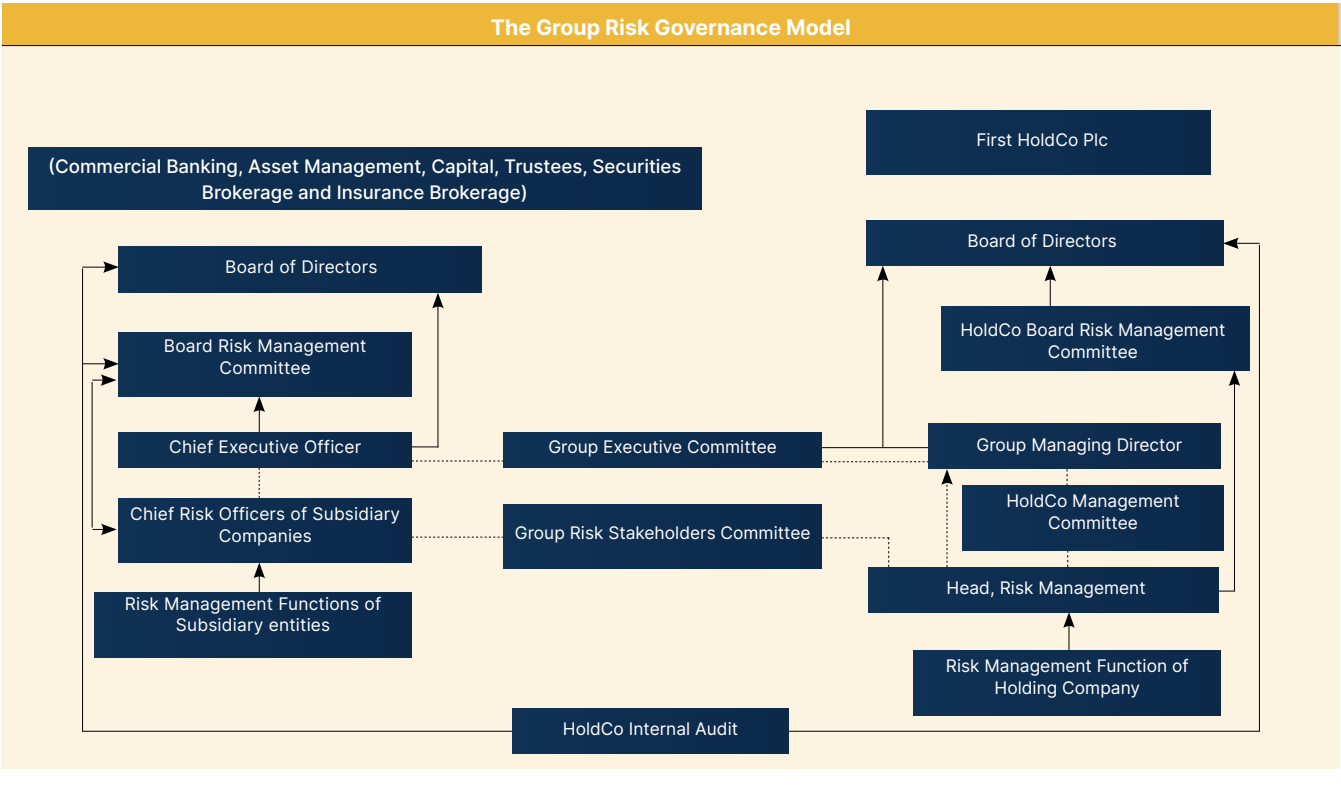 The Group Risk Governance Model
First HoldCo Plc
(Commercial Banking, Asset Management, Capital, Trustees, Securities
Brokerage and Insurance Brokerage)
Board of Directors
Board of Directors
HoldCo Board Risk Management
Committee
Board Risk Management
Committee
Chief Executive Officer
Group Executive Committee
Group Managing Director
HoldCo Management
Committee
Chief Risk Officers of Subsidiary
Companies
Group Risk Stakeholders Committee
Head, Risk Management
Risk Management Functions of
Subsidiary entities
Risk Management Function of
Holding Company
HoldCo Internal Audit